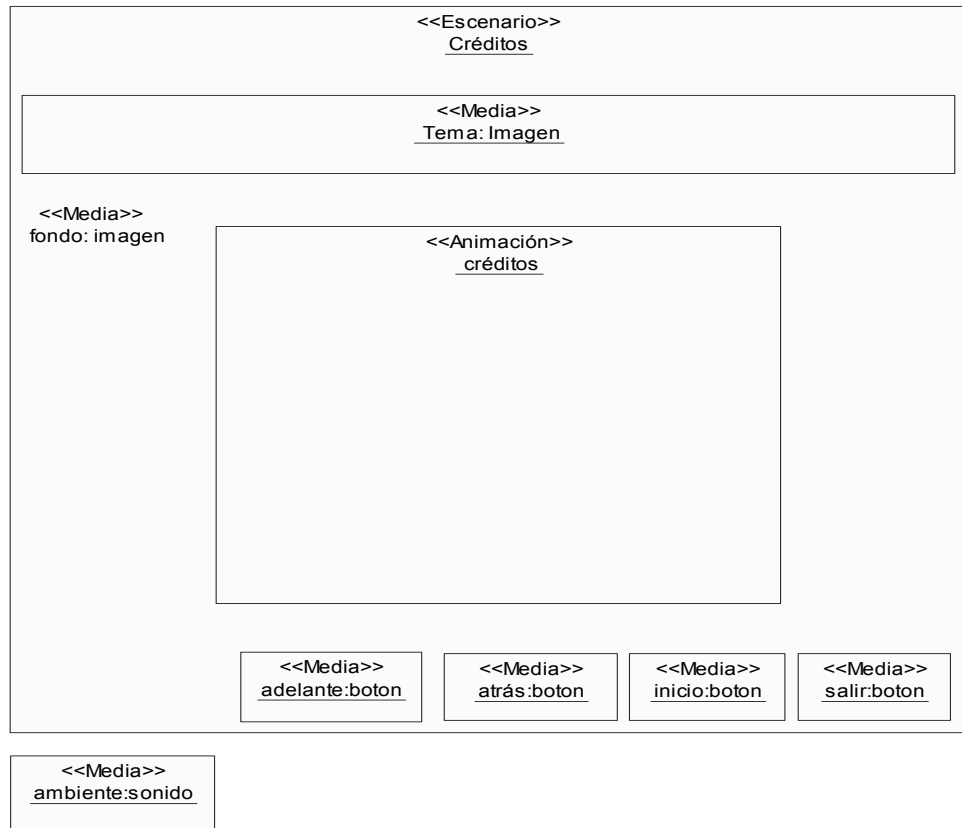 <<Escenario>>
Créditos
<<Media>>
Tema: Imagen
<<Media>>
fondo: imagen
<<Animación>>
créditos
<<Media>>
adelante:boton
<<Media>>
atrás:boton
<<Media>>
inicio:boton
<<Media>>
salir:boton
<<Media>>
ambiente:sonido